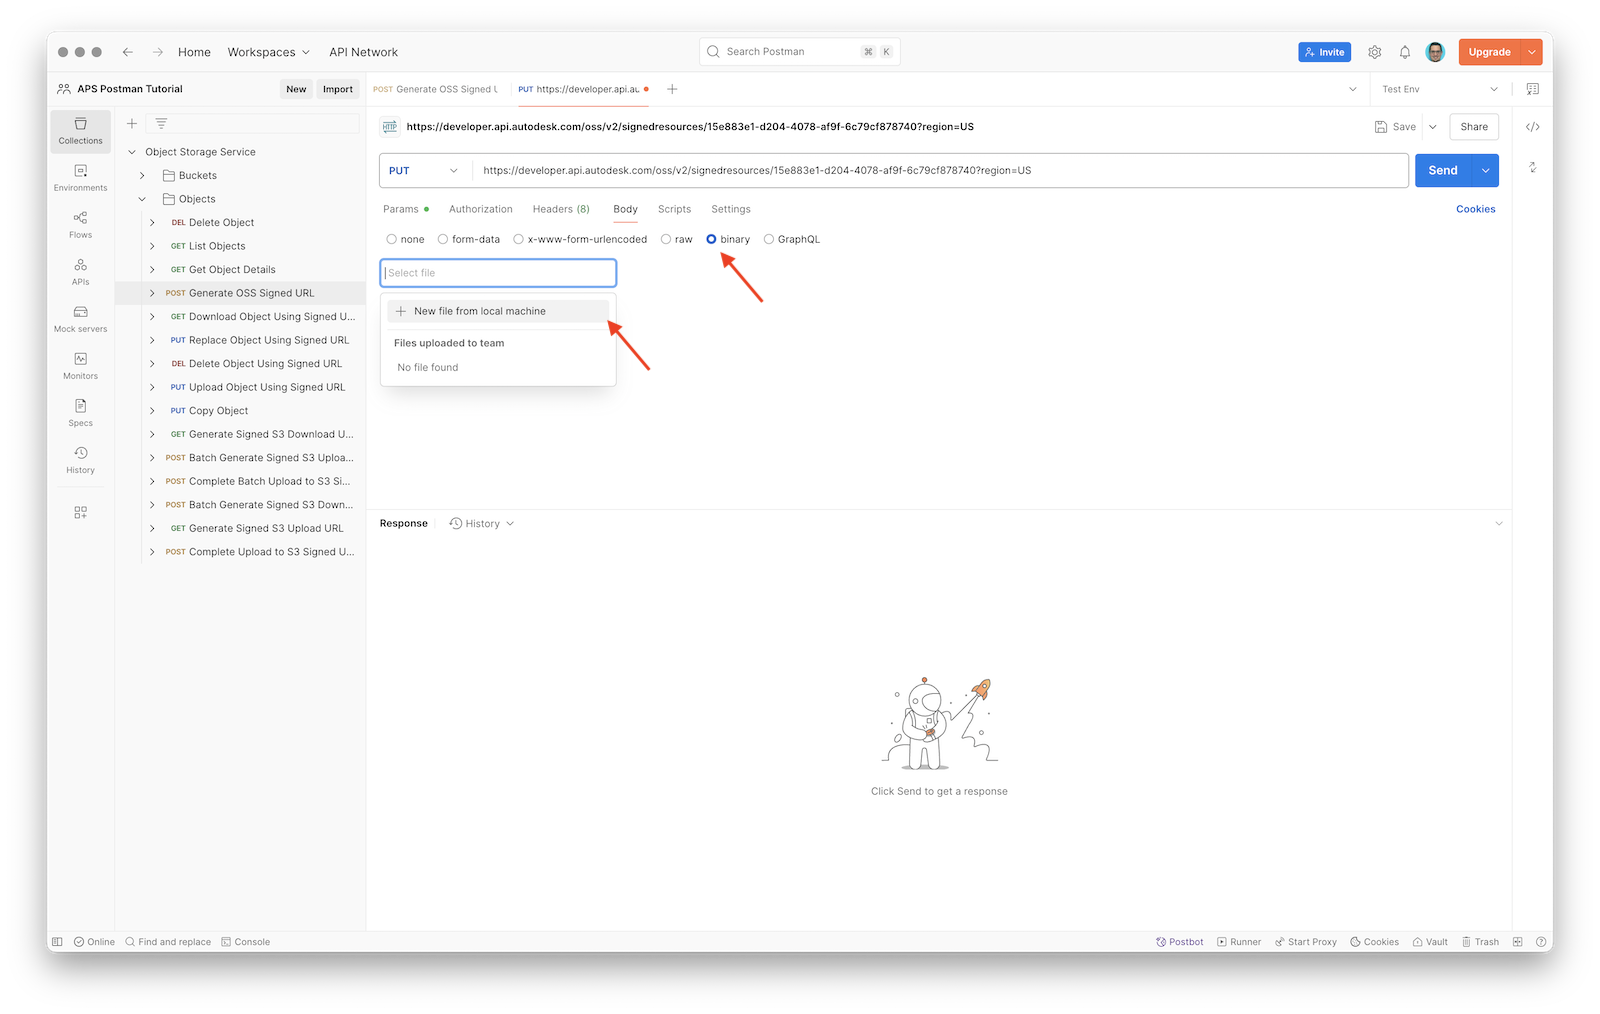 Home
Workspaces
API Network
Search Postman
⌘
K
Invite
Upgrade
APS Postman Tutorial
New
Import
POST Generate OSS Signed U
PUT https://developer.api.au.
Test Env
Collections
Environments
Flows
APIs
Mock servers
Monitors
Specs
History
Object Storage Service
Buckets
Objects
DEL Delete Object
GET List Objects
GET Get Object Details
POST Generate OSS Signed URL
GET Download Object Using Signed U...
PUT Replace Object Using Signed URL
DEL Delete Object Using Signed URL
PUT Upload Object Using Signed URL
PUT Copy Object
GET Generate Signed S3 Download U...
POST Batch Generate Signed S3 Uploa...
POST Complete Batch Upload to S3 Si...
POST Batch Generate Signed S3 Down...
GET Generate Signed S3 Upload URL
POST Complete Upload to S3 Signed U...
HTTP
https://developer.api.autodesk.com/oss/v2/signedresources/15e883e1-d204-4078-af9f-6c79cf878740?region=US
Save
Share
PUT
https://developer.api.autodesk.com/oss/v2/signedresources/15e883e1-d204-4078-af9f-6c79cf878740?region=US
Send
Params
Authorization
Headers (8)
Body
Scripts
Settings
Cookies
none
form-data
x-www-form-urlencoded
raw
binary
GraphQL
Select file
New file from local machine
Files uploaded to team
No file found
Response
History
Click Send to get a response
Online
Find and replace
Console
Postbot
Runner
Start Proxy
Cookies
Vault
Trash